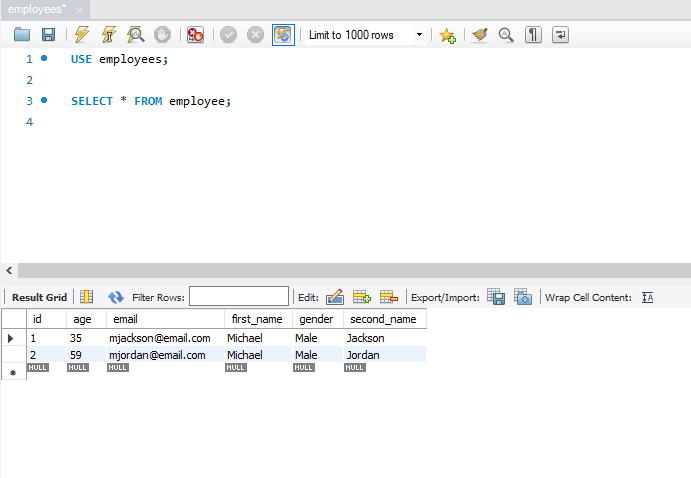 employees*
Limit to 1000 rows
1 USE employees;
2
3 SELECT * FROM employee;
4
Result Grid Filter Rows: Edit: Export/Import: Wrap Cell Content:
id age email first_name gender second_name
1 35 mjackson@email.com Michael Male Jackson
2 59 mjordan@email.com Michael Male Jordan
NULL NULL NULL NULL NULL NULL